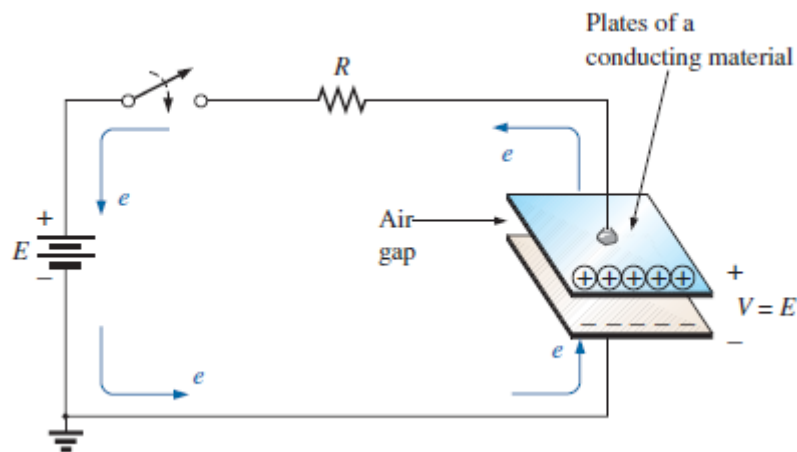 Plates of a
conducting material
R
e
e
Air
gap
+
E
−
+ + + + +
+
V = E
− − − − −
−
e
e